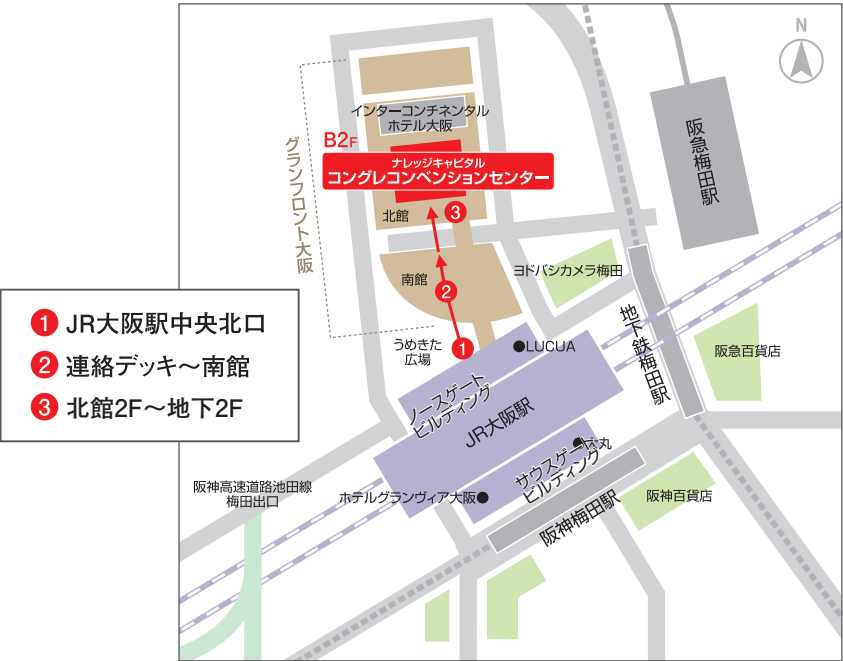 N
インターコンチネンタル
ホテル大阪
B2F
ナレッジキャピタル
コングレコンベンションセンター
グランフロント大阪
北館
3
南館
2
うめきた
広場
1
阪急梅田駅
ヨドバシカメラ梅田
地下鉄梅田駅
阪急百貨店
LUCUA
ノースゲート
ビルディング
JR大阪駅
サウスゲート
ビルディング
ホテルグランヴィア大阪
阪神梅田駅
阪神百貨店
阪神高速道路池田線
梅田出口
1 JR大阪駅中央北口
2 連絡デッキ〜南館
3 北館2F〜地下2F